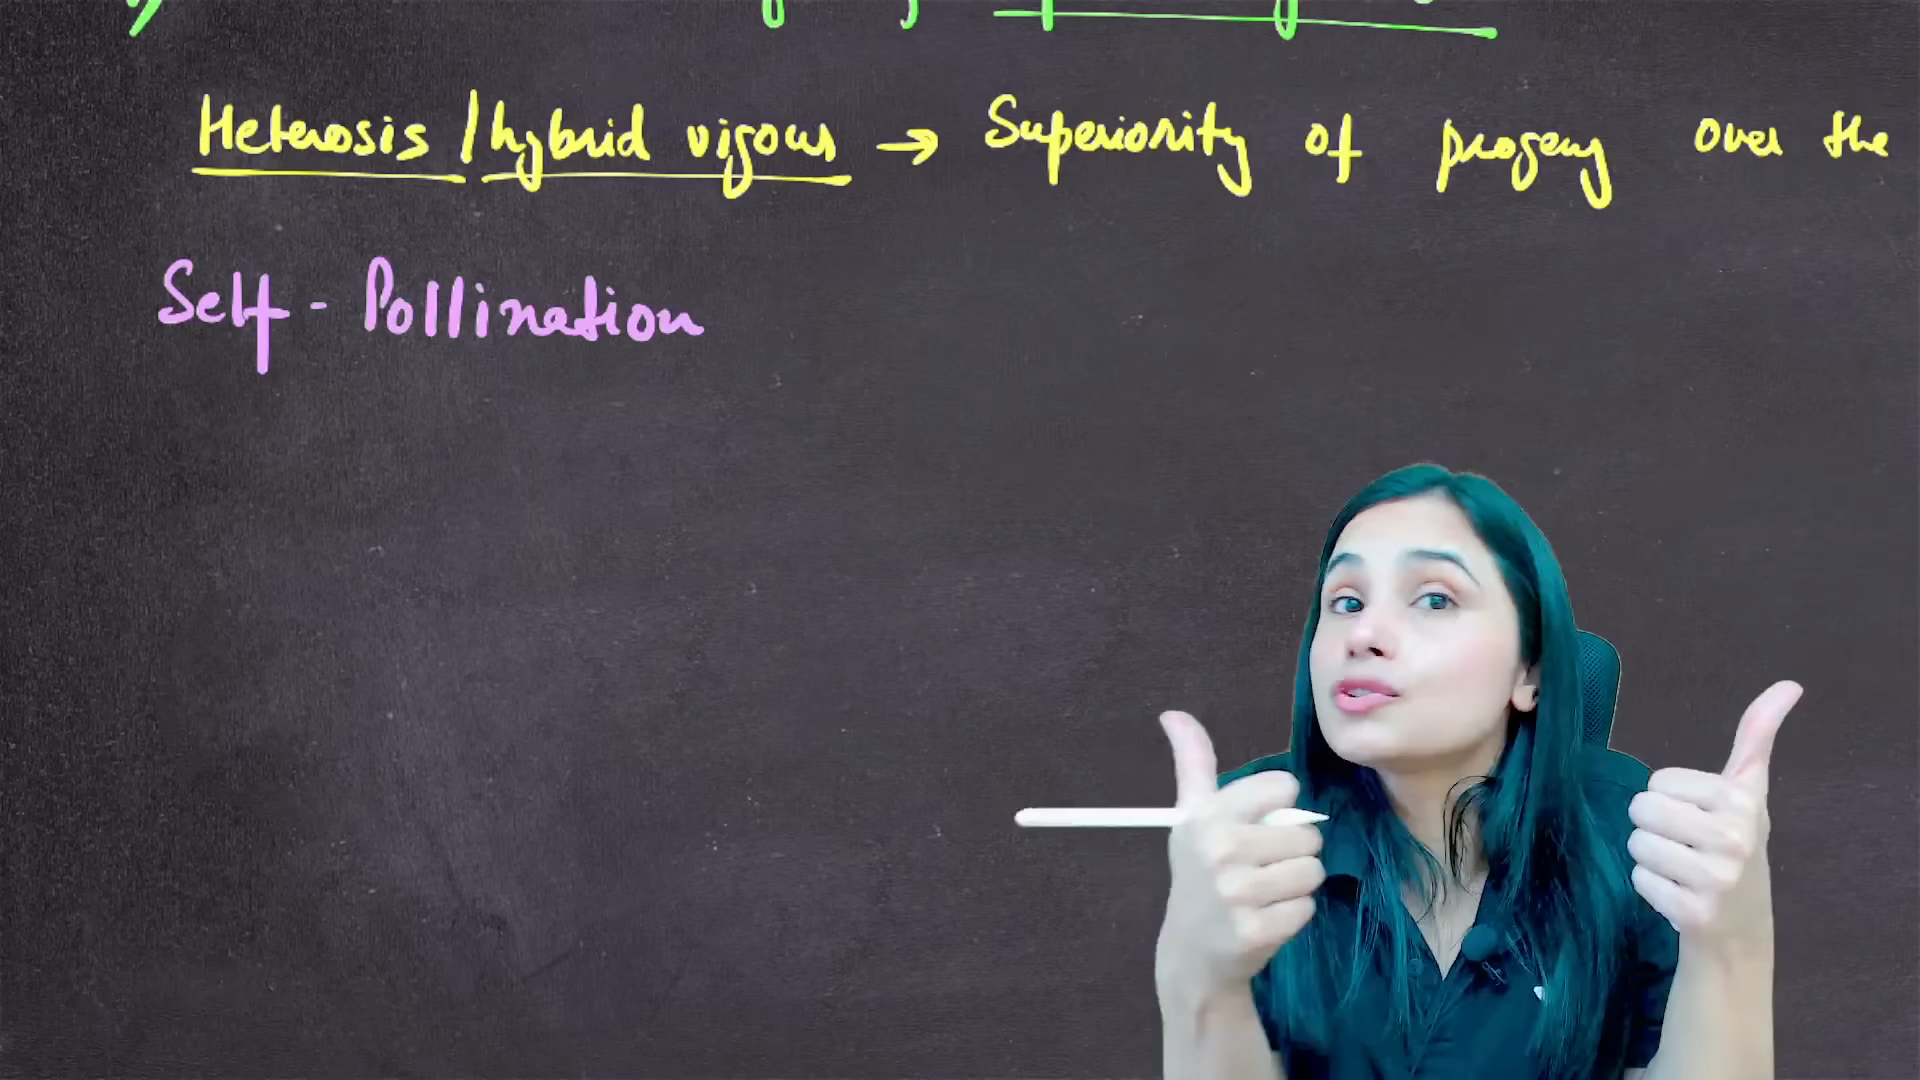 Heterosis / hybrid vigour → Superiority of progeny over the
Self - Pollination